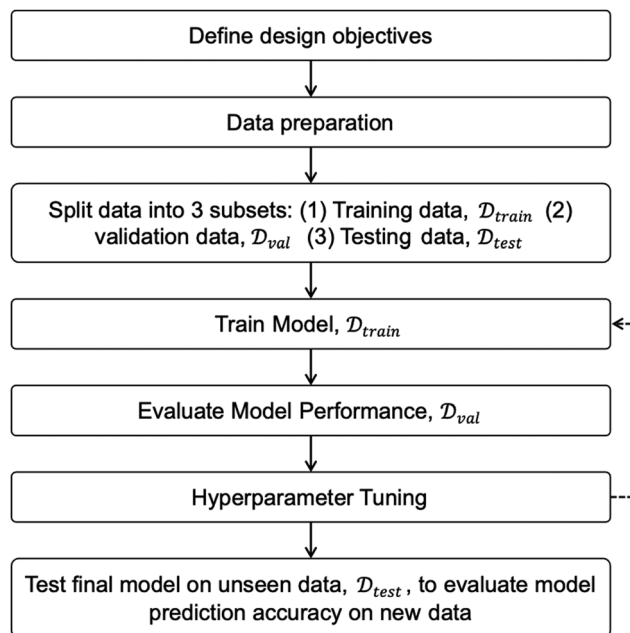 Define design objectives
Data preparation
Split data into 3 subsets: (1) Training data, 𝒟train (2)
validation data, 𝒟val (3) Testing data, 𝒟test
Train Model, 𝒟train
Evaluate Model Performance, 𝒟val
Hyperparameter Tuning
Test final model on unseen data, 𝒟test, to evaluate model
prediction accuracy on new data